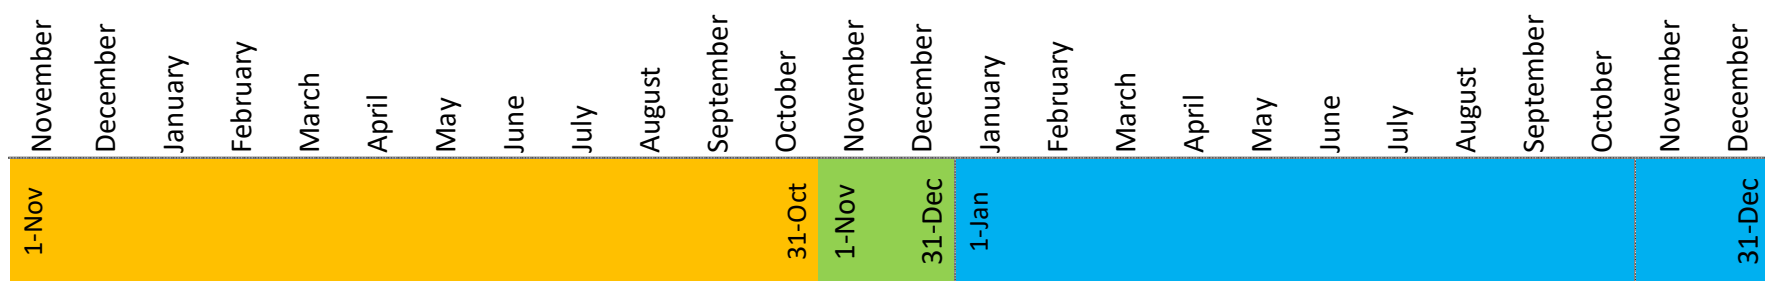 November
December
January
February
March
April
May
June
July
August
September
October
November
December
January
February
March
April
May
June
July
August
September
October
November
December
1-Nov
31-Oct
1-Nov
31-Dec
1-Jan
31-Dec